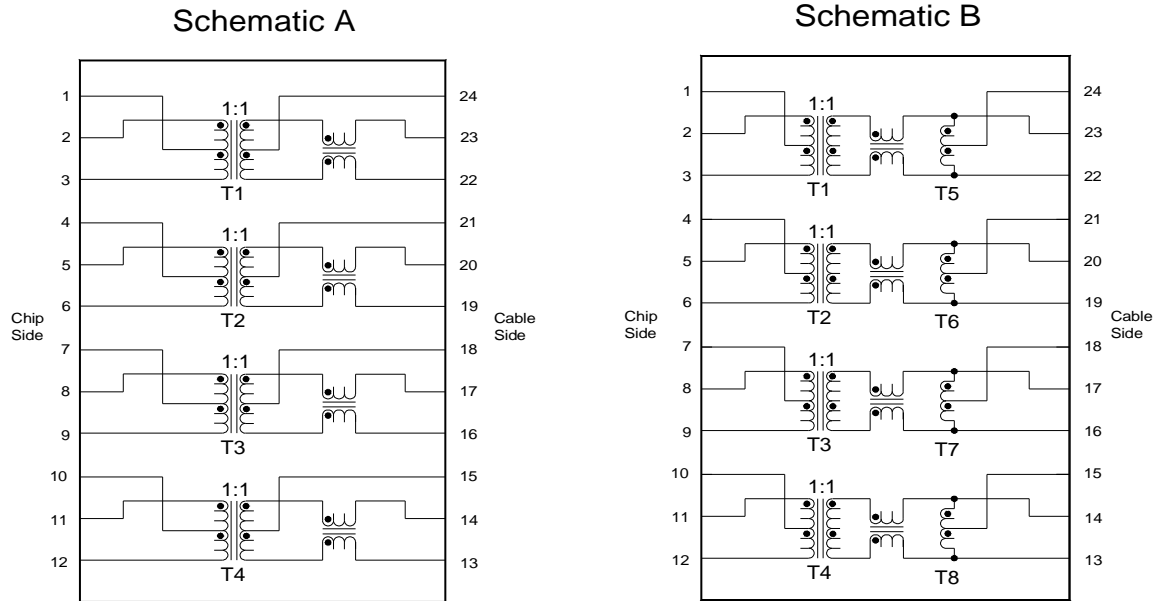 Schematic A
1
1:1
24
2
23
3
T1
22
4
1:1
21
5
20
6
T2
19
Chip
Side
Cable
Side
7
1:1
18
8
17
9
T3
16
10
1:1
15
11
14
12
T4
13
Schematic B
1
1:1
24
2
23
3
T1
T5
22
4
1:1
21
5
20
6
T2
T6
19
Chip
Side
Cable
Side
7
1:1
18
8
17
9
T3
T7
16
10
1:1
15
11
14
12
T4
T8
13